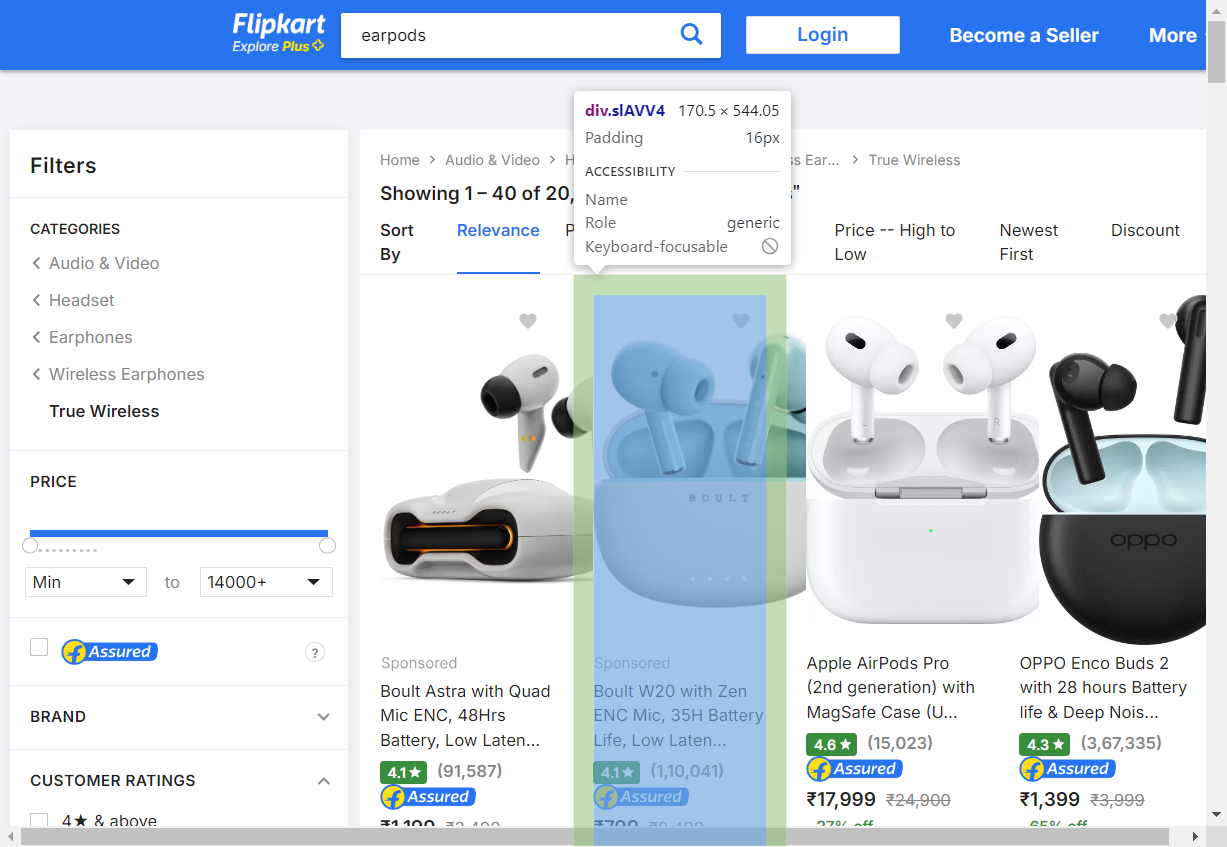 Flipkart
Explore Plus
earpods
Login
Become a Seller
More
div.slAVV4 170.5 × 544.05
Padding 16px
ACCESSIBILITY
Name
Role generic
Keyboard-focusable
Filters
CATEGORIES
Audio & Video
Headset
Earphones
Wireless Earphones
True Wireless
PRICE
Min to 14000+
Assured ?
BRAND
CUSTOMER RATINGS
4★ & above
Home Audio & Video H s Ear... True Wireless
Showing 1 – 40 of 20, s"
Sort By
Relevance
P
Price -- High to Low
Newest First
Discount
BOULT
Sponsored
Boult Astra with Quad
Mic ENC, 48Hrs
Battery, Low Laten...
4.1★ (91,587)
Assured
₹1,199 ₹2,499
BOULT
Sponsored
Boult W20 with Zen
ENC Mic, 35H Battery
Life, Low Laten...
4.1★ (1,10,041)
Assured
₹799 ₹2,499
L R
Apple AirPods Pro
(2nd generation) with
MagSafe Case (U...
4.6★ (15,023)
Assured
₹17,999 ₹24,900
27% off
oppo
OPPO Enco Buds 2
with 28 hours Battery
life & Deep Nois...
4.3★ (3,67,335)
Assured
₹1,399 ₹3,999
65% off